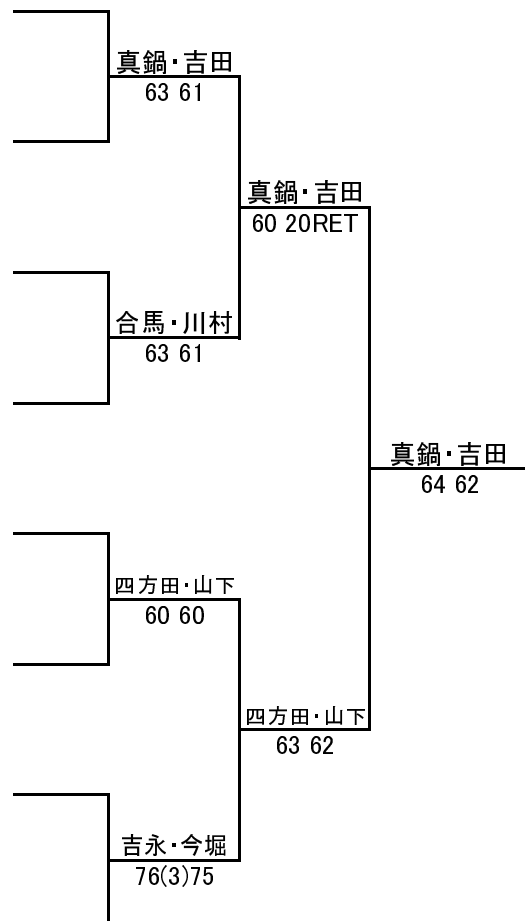 真鍋・吉田
63 61
真鍋・吉田
60 20RET
合馬・川村
63 61
真鍋・吉田
64 62
四方田・山下
60 60
四方田・山下
63 62
吉永・今堀
76(3)75